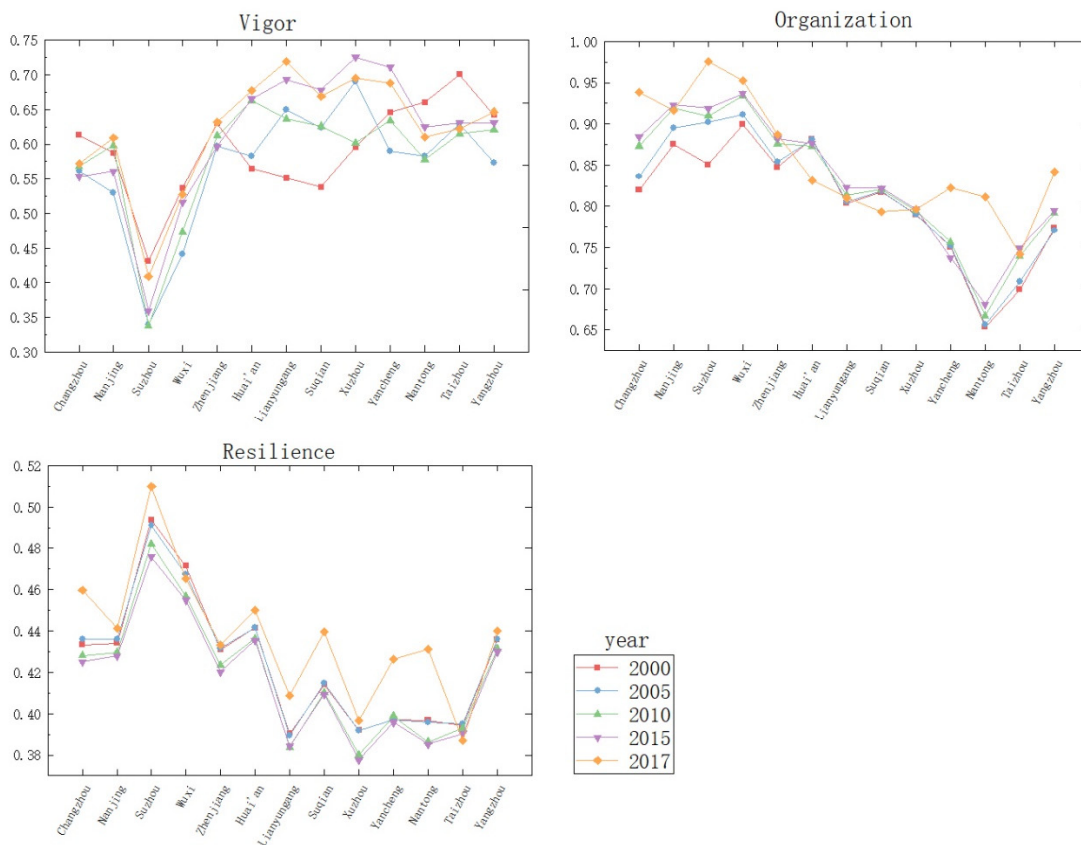 Vigor
0.75
0.70
0.65
0.60
0.55
0.50
0.45
0.40
0.35
0.30
Changzhou
Nanjing
Suzhou
Wuxi
Zhenjiang
Huai'an
Lianyungang
Suqian
Xuzhou
Yancheng
Nantong
Taizhou
Yangzhou
Organization
1.00
0.95
0.90
0.85
0.80
0.75
0.70
0.65
Changzhou
Nanjing
Suzhou
Wuxi
Zhenjiang
Huai'an
Lianyungang
Suqian
Xuzhou
Yancheng
Nantong
Taizhou
Yangzhou
Resilience
0.52
0.50
0.48
0.46
0.44
0.42
0.40
0.38
Changzhou
Nanjing
Suzhou
Wuxi
Zhenjiang
Huai'an
Lianyungang
Suqian
Xuzhou
Yancheng
Nantong
Taizhou
Yangzhou
year
2000
2005
2010
2015
2017